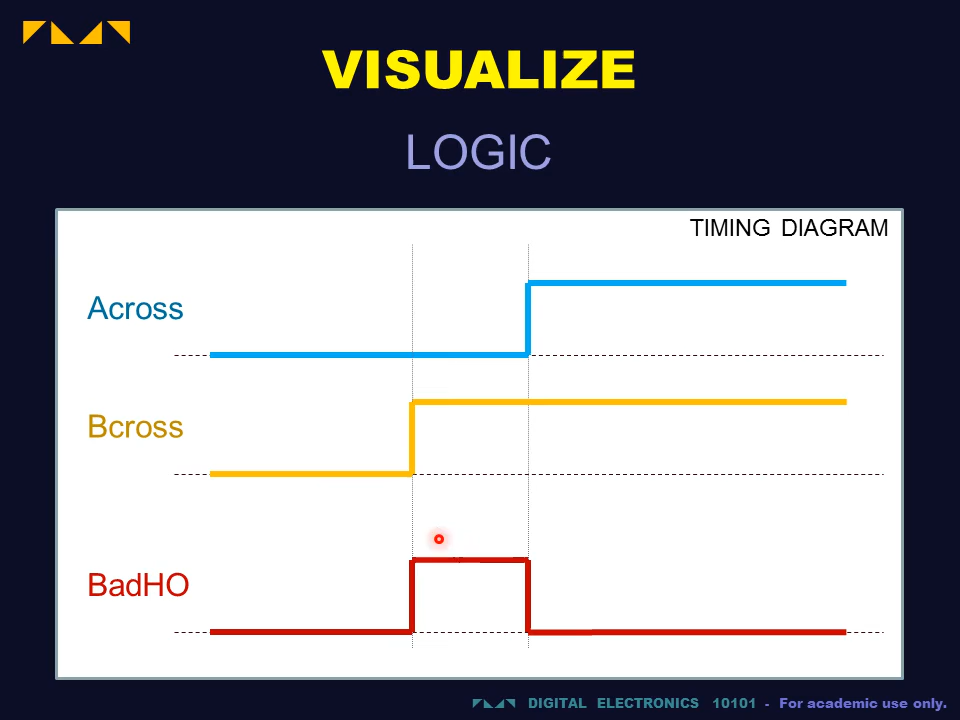 VISUALIZE
LOGIC
TIMING DIAGRAM
Across
Bcross
BadHO
DIGITAL ELECTRONICS 10101 - For academic use only.